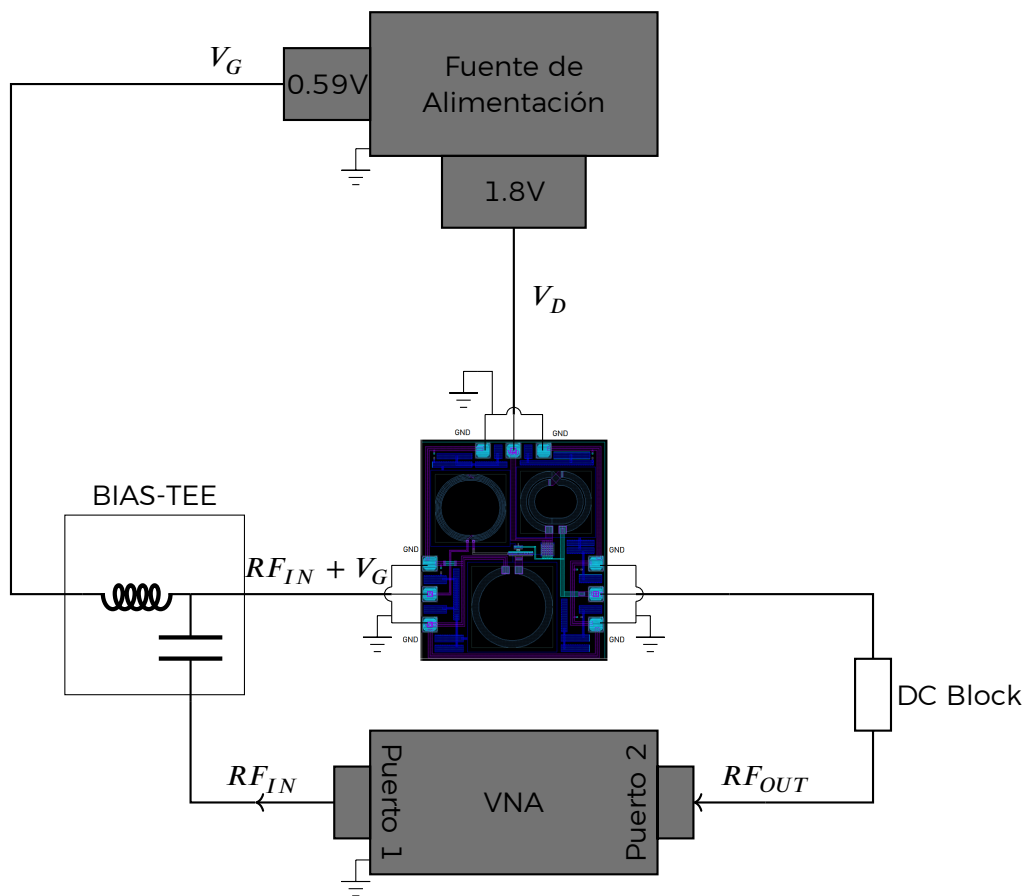 V_G
0.59V
Fuente de
Alimentación
1.8V
V_D
GND
GND
BIAS-TEE
RF_IN + V_G
GND
GND
GND
GND
DC Block
RF_IN
Puerto 1
VNA
Puerto 2
RF_OUT